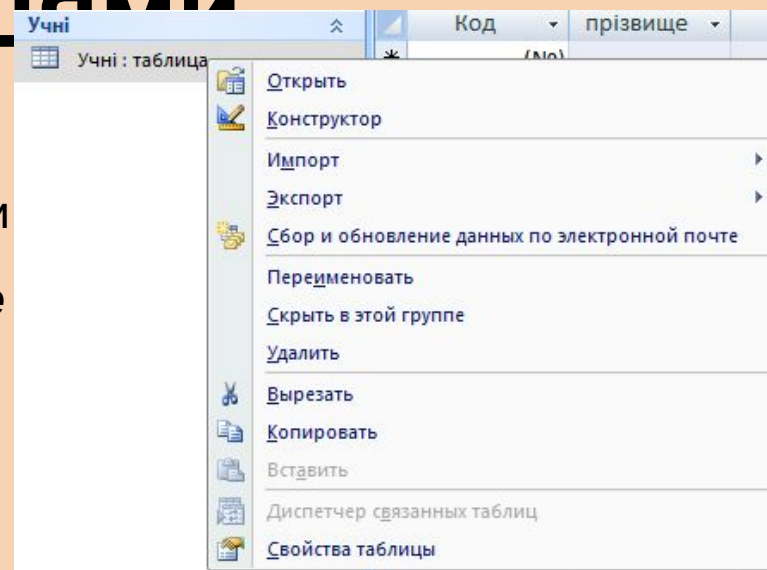 Учні
Код прізвище
Учні : таблица
(№)
Открыть
Конструктор
Импорт
Экспорт
Сбор и обновление данных по электронной почте
Переименовать
Скрыть в этой группе
Удалить
Вырезать
Копировать
Вставить
Диспетчер связанных таблиц
Свойства таблицы